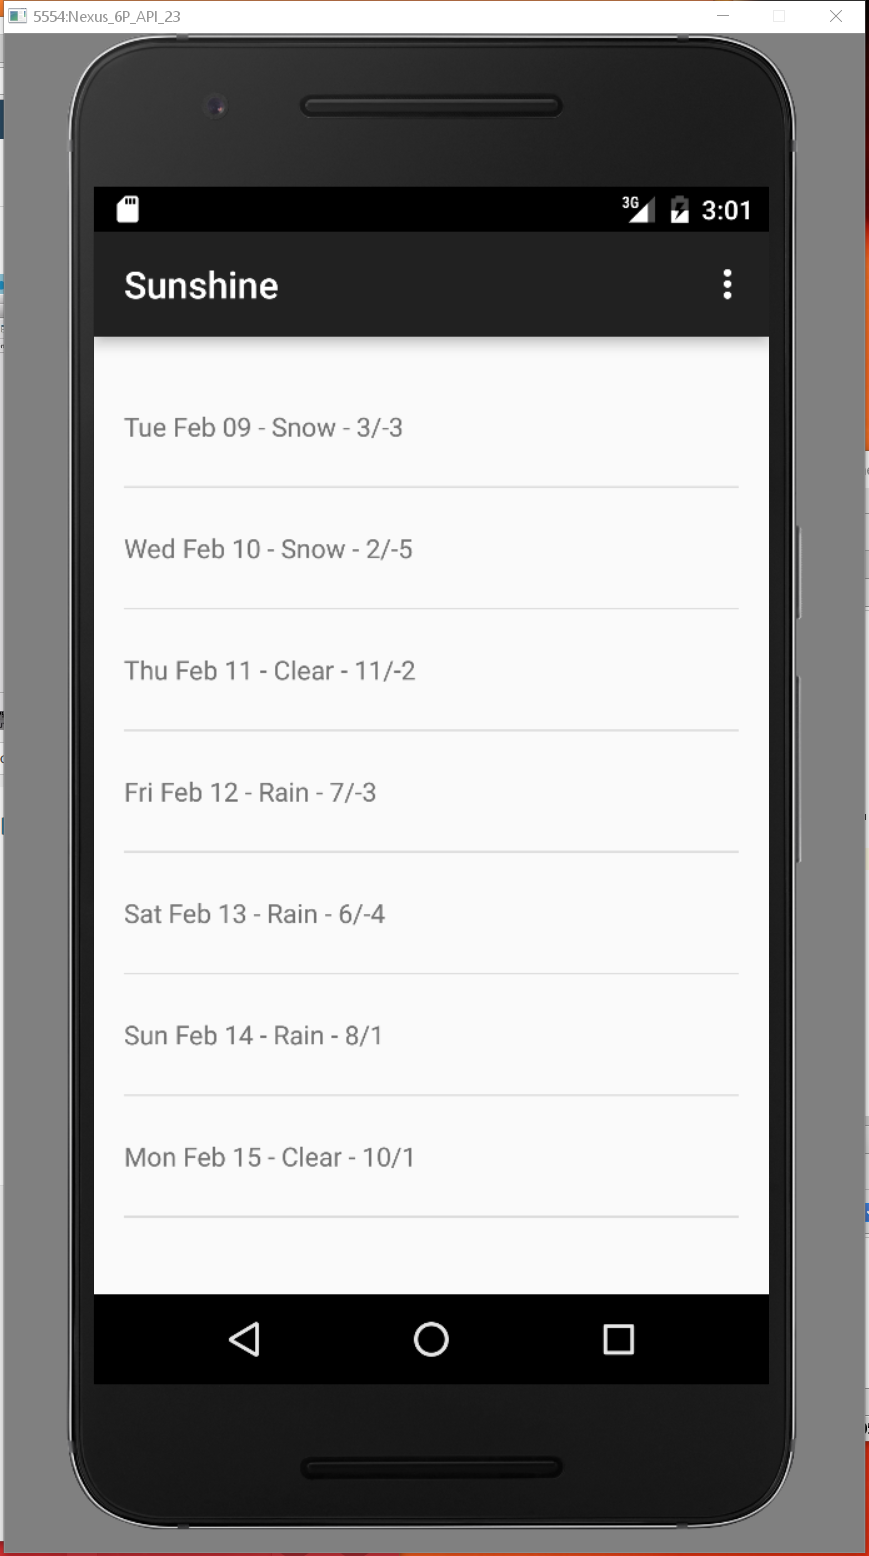 5554:Nexus_6P_API_23
3G 3:01
Sunshine
Tue Feb 09 - Snow - 3/-3
Wed Feb 10 - Snow - 2/-5
Thu Feb 11 - Clear - 11/-2
Fri Feb 12 - Rain - 7/-3
Sat Feb 13 - Rain - 6/-4
Sun Feb 14 - Rain - 8/1
Mon Feb 15 - Clear - 10/1